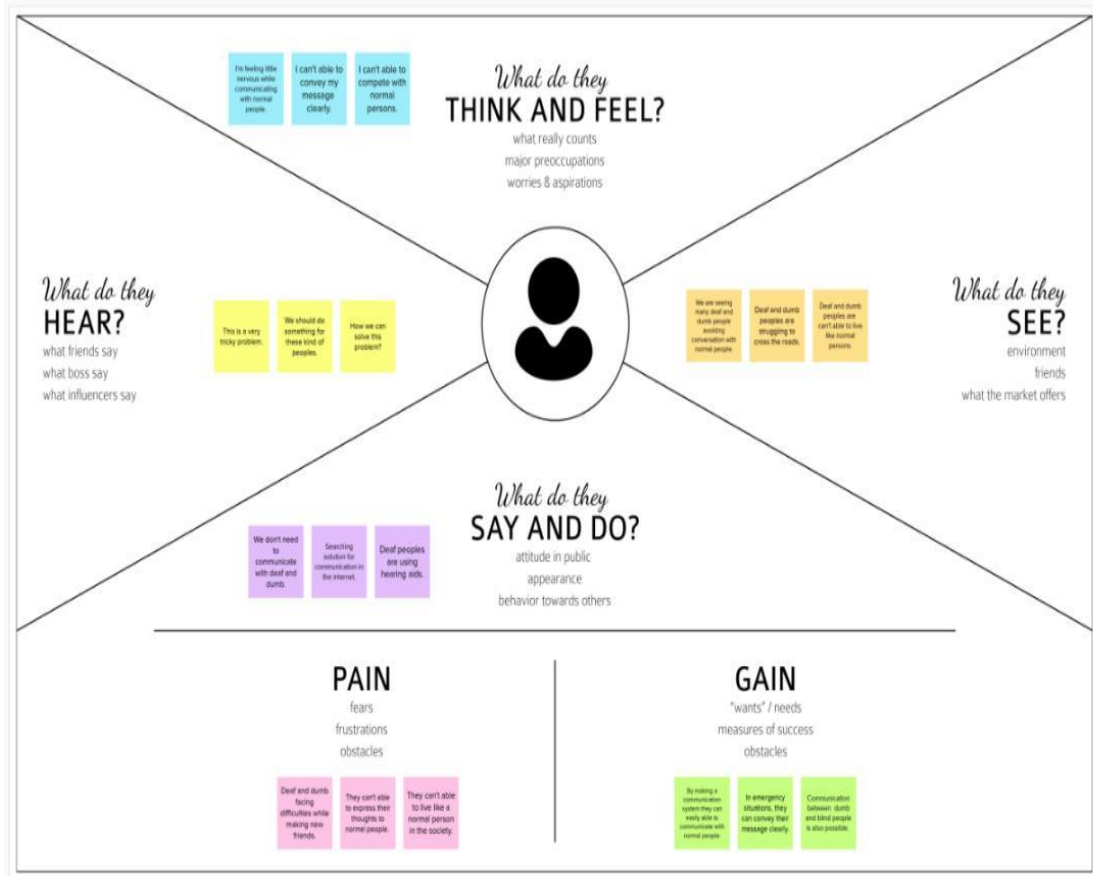 I'm feeling little
nervous while
communicating
with normal
people.
I can't able to
convey my
message
clearly.
I can't able to
compete with
normal
persons.
What do they
THINK AND FEEL?
what really counts
major preoccupations
worries & aspirations
What do they
HEAR?
what friends say
what boss say
what influencers say
This is a very
tricky problem.
We should do
something for
these kind of
peoples.
How we can
solve this
problem?
We are seeing
many deaf and
dumb people
avoiding
conversation with
normal people.
Deaf and dumb
peoples are
struggling to
cross the roads.
Deaf and dumb
peoples are
can't able to live
like normal
persons.
What do they
SEE?
environment
friends
what the market offers
What do they
SAY AND DO?
attitude in public
appearance
behavior towards others
We don't need
to
communicate
with deaf and
dumb.
Searching
solution for
communication in
the internet.
Deaf peoples
are using
hearing aids.
PAIN
fears
frustrations
obstacles
Deaf and dumb
facing
difficulties while
making new
friends.
They can't able
to express their
thoughts to
normal people.
They can't able
to live like a
normal person
in the society.
GAIN
"wants" / needs
measures of success
obstacles
By making a
communication
system they can
easily able to
communicate with
normal people.
In emergency
situations, they
can convey their
message clearly.
Communication
between dumb
and blind people
is also possible.